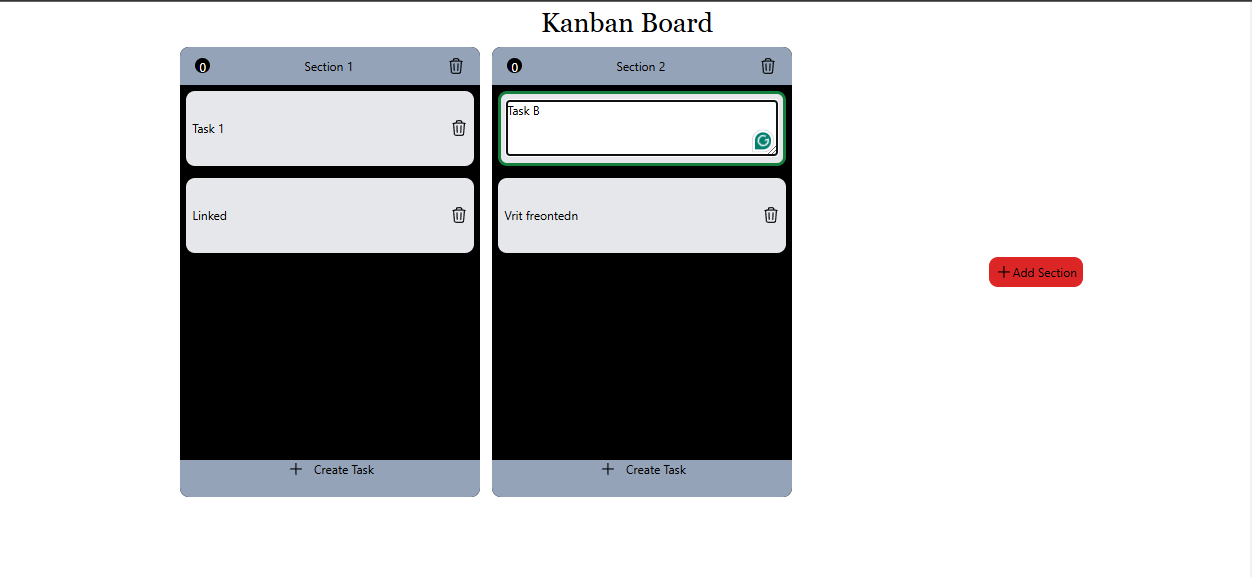 Kanban Board
0 Section 1
Task 1
Linked
+ Create Task
0 Section 2
Task B
Vrit freontedn
+ Create Task
+ Add Section